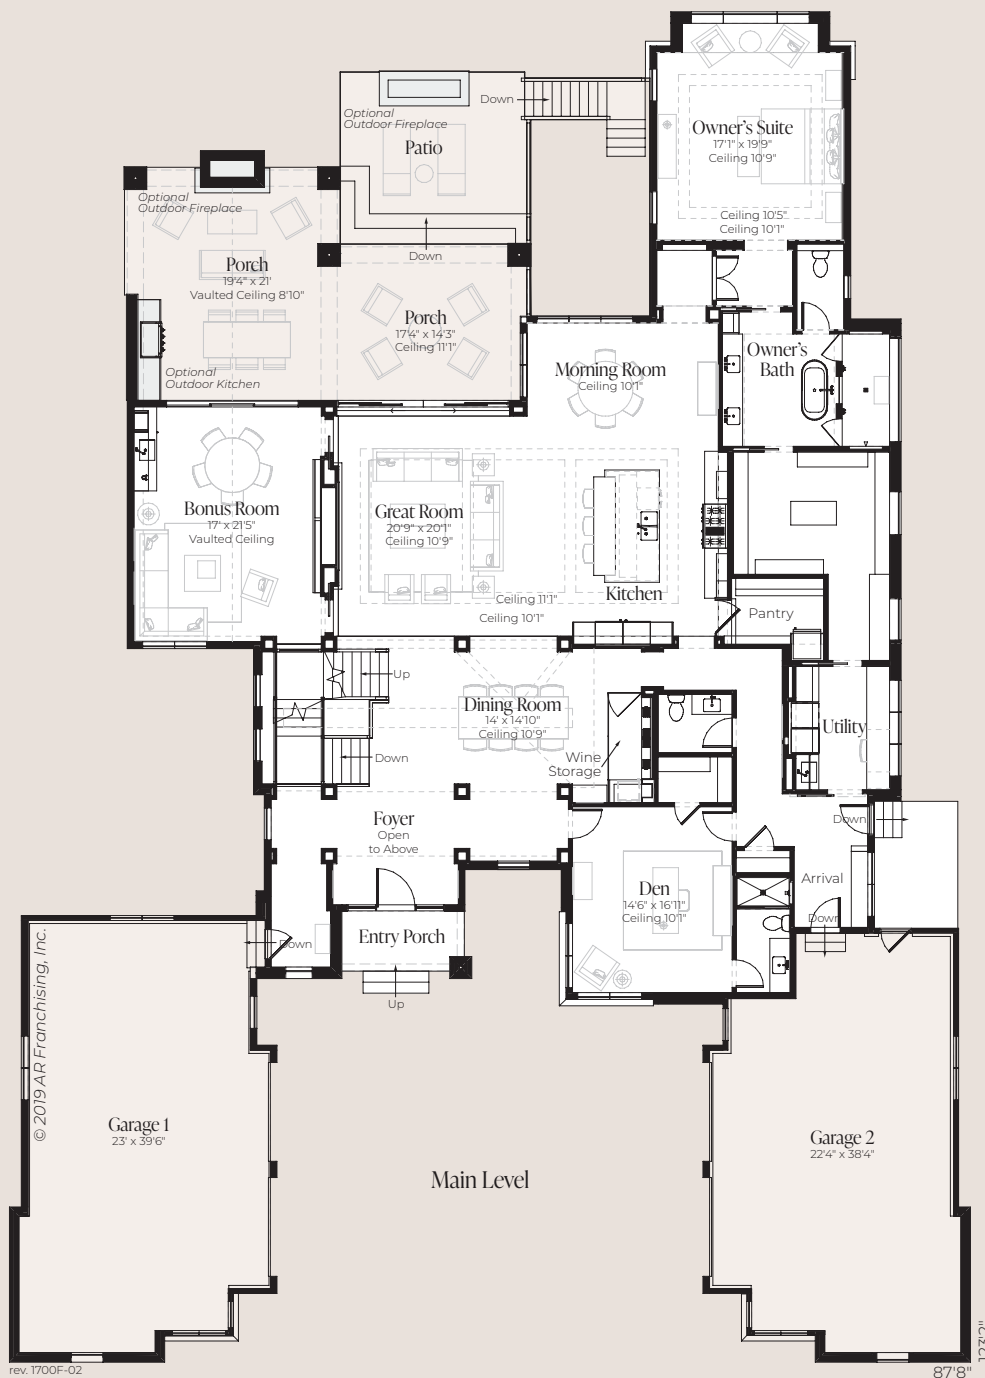 Down
Optional
Outdoor Fireplace
Patio
Owner's Suite
17'1" x 19'9"
Ceiling 10'9"
Ceiling 10'5"
Ceiling 10'1"
Optional
Outdoor Fireplace
Porch
19'4" x 21'
Vaulted Ceiling 8'10"
Down
Porch
17'4" x 14'3"
Ceiling 11'1"
Optional
Outdoor Kitchen
Morning Room
Ceiling 10'1"
Owner's
Bath
Bonus Room
17' x 21'5"
Vaulted Ceiling
Great Room
20'9" x 20'1"
Ceiling 10'9"
Kitchen
Ceiling 11'1"
Ceiling 10'1"
Pantry
Up
Down
Dining Room
14' x 14'10"
Ceiling 10'9"
Wine
Storage
Utility
Foyer
Open
to Above
Down
Den
14'6" x 16'11"
Ceiling 10'1"
Arrival
Down
Entry Porch
Down
Up
© 2019 AR Franchising, Inc.
Garage 1
23' x 39'6"
Garage 2
22'4" x 38'4"
Main Level
rev. 1700F-02
87'8"
123'2"